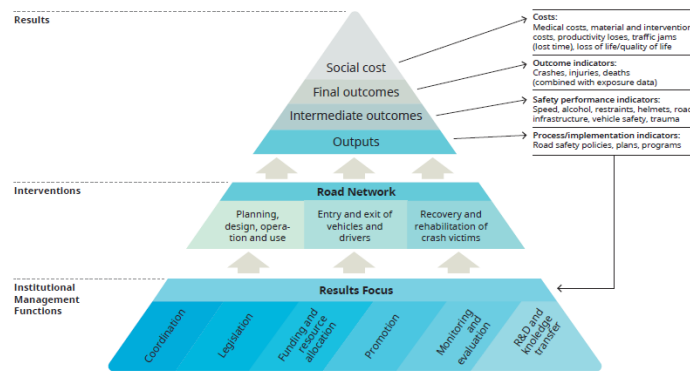 Results
Social cost
Final outcomes
Intermediate outcomes
Outputs
Costs:
Medical costs, material and intervention
costs, productivity loses, traffic jams
(lost time), loss of life/quality of life
Outcome indicators:
Crashes, injuries, deaths
(combined with exposure data)
Safety performance indicators:
Speed, alcohol, restraints, helmets, road
infrastructure, vehicle safety, trauma
Process/implementation indicators:
Road safety policies, plans, programs
Interventions
Road Network
Planning,
design, opera-
tion and use
Entry and exit of
vehicles and
drivers
Recovery and
rehabilitation of
crash victims
Institutional
Management
Functions
Results Focus
Coordination
Legislation
Funding and
resource
allocation
Promotion
Monitoring
and
evaluation
R&D and
knoledge
transfer